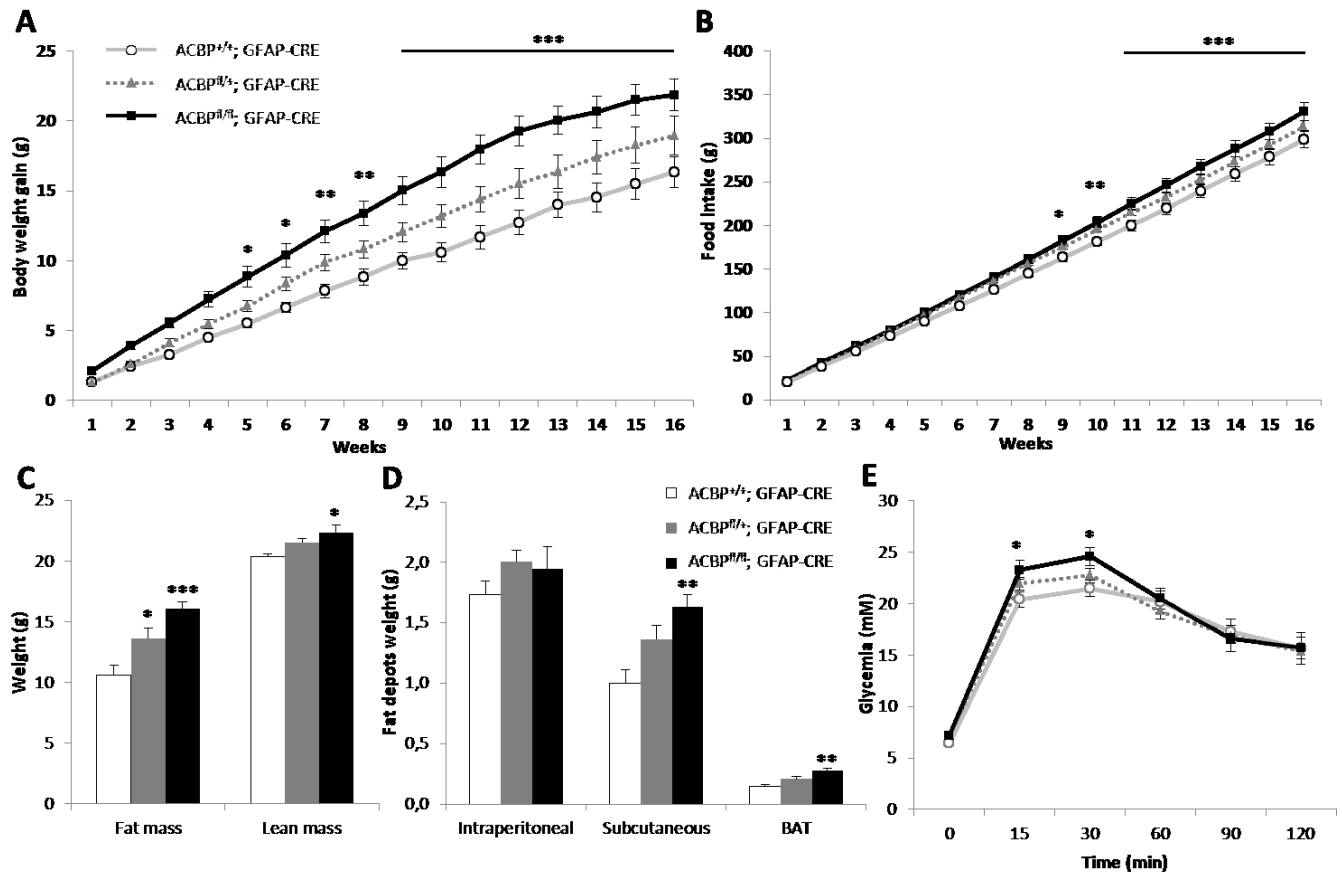 A
ACBP+/+; GFAP-CRE
ACBPfl/+; GFAP-CRE
ACBPfl/fl; GFAP-CRE
***
** **
* *
25
20
15
10
5
0
Body weight gain (g)
1 2 3 4 5 6 7 8 9 10 11 12 13 14 15 16
Weeks
B
***
* **
400
350
300
250
200
150
100
50
0
Food Intake (g)
1 2 3 4 5 6 7 8 9 10 11 12 13 14 15 16
Weeks
C
25
20
15
10
5
0
Weight (g)
* *** *
Fat mass Lean mass
D
ACBP+/+; GFAP-CRE
ACBPfl/+; GFAP-CRE
ACBPfl/fl; GFAP-CRE
2,5
2,0
1,5
1,0
0,5
0,0
Fat depots weight (g)
** **
Intraperitoneal Subcutaneous BAT
E
* *
30
25
20
15
10
5
0
Glycemia (mM)
0 15 30 60 90 120
Time (min)